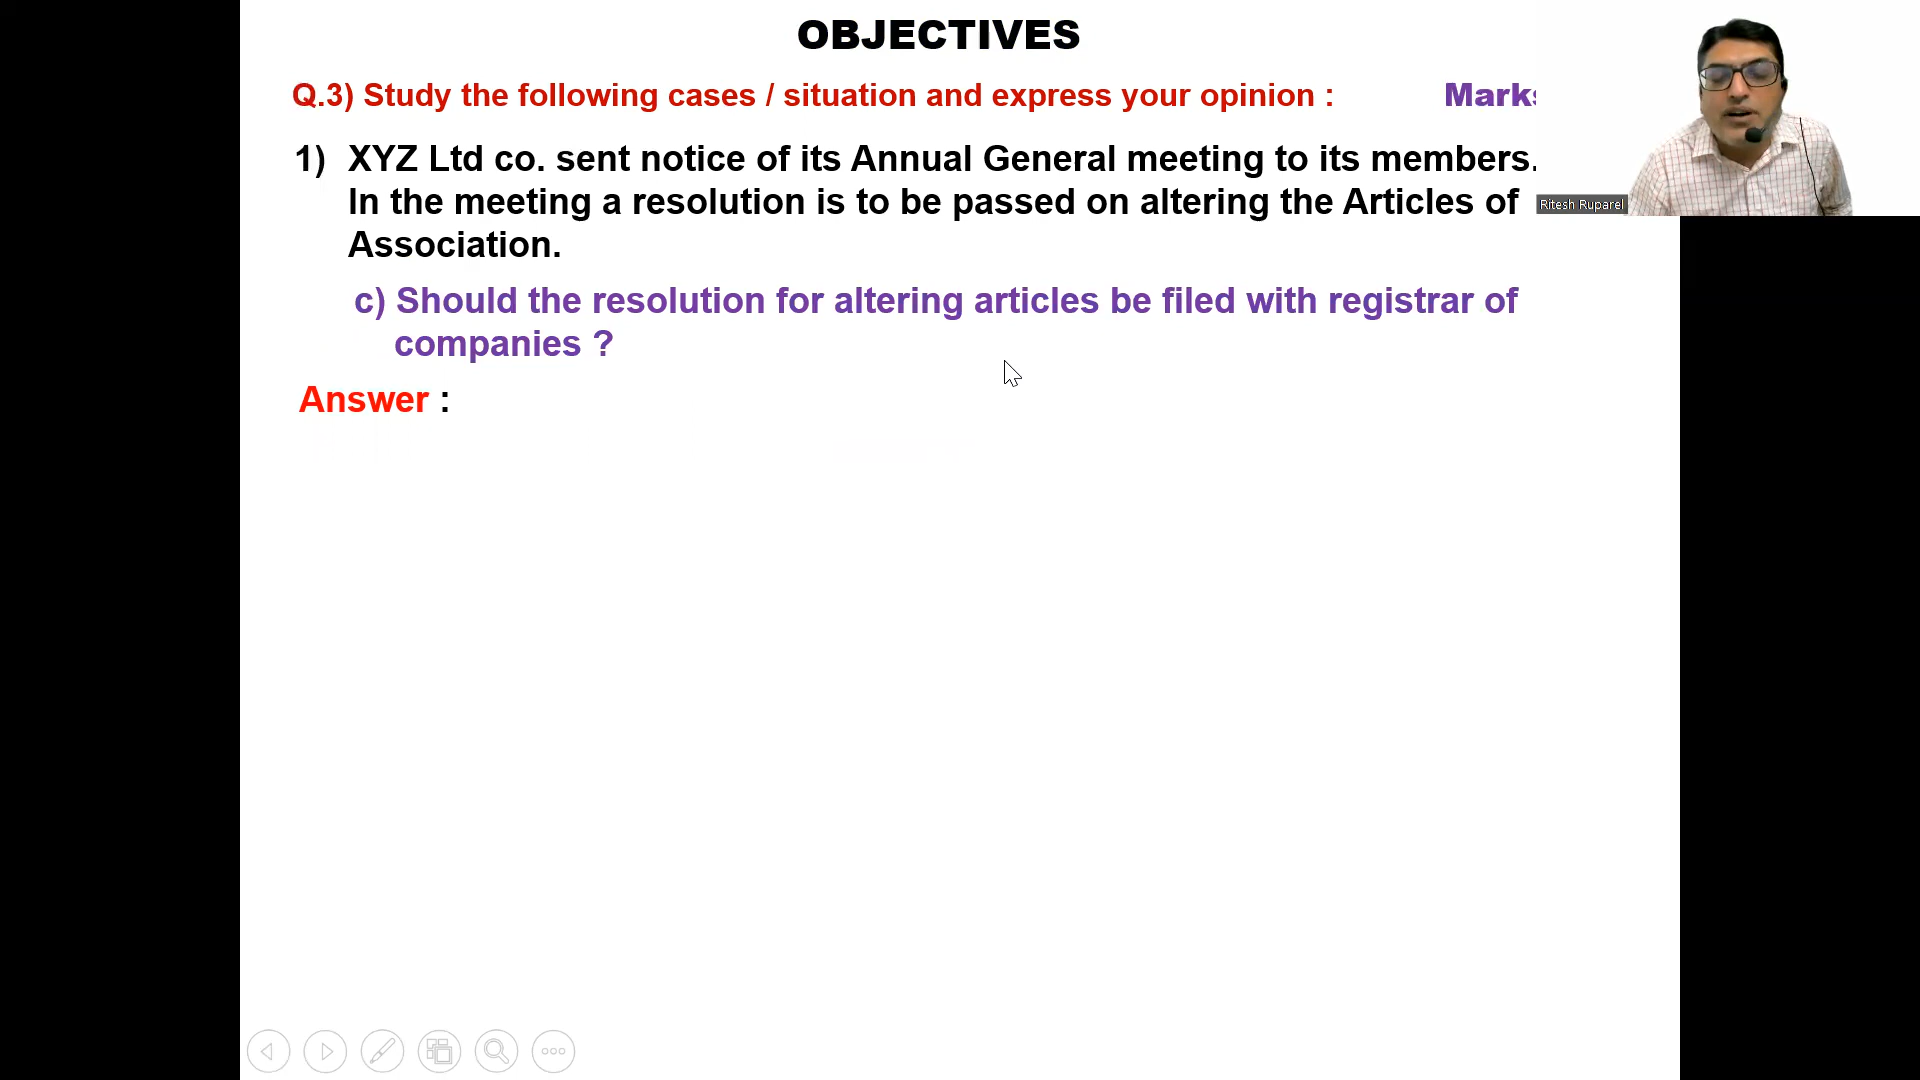 OBJECTIVES
Q.3) Study the following cases / situation and express your opinion :
Marks
1) XYZ Ltd co. sent notice of its Annual General meeting to its members.
In the meeting a resolution is to be passed on altering the Articles of
Association.
Ritesh Ruparel
c) Should the resolution for altering articles be filed with registrar of
companies ?
Answer :